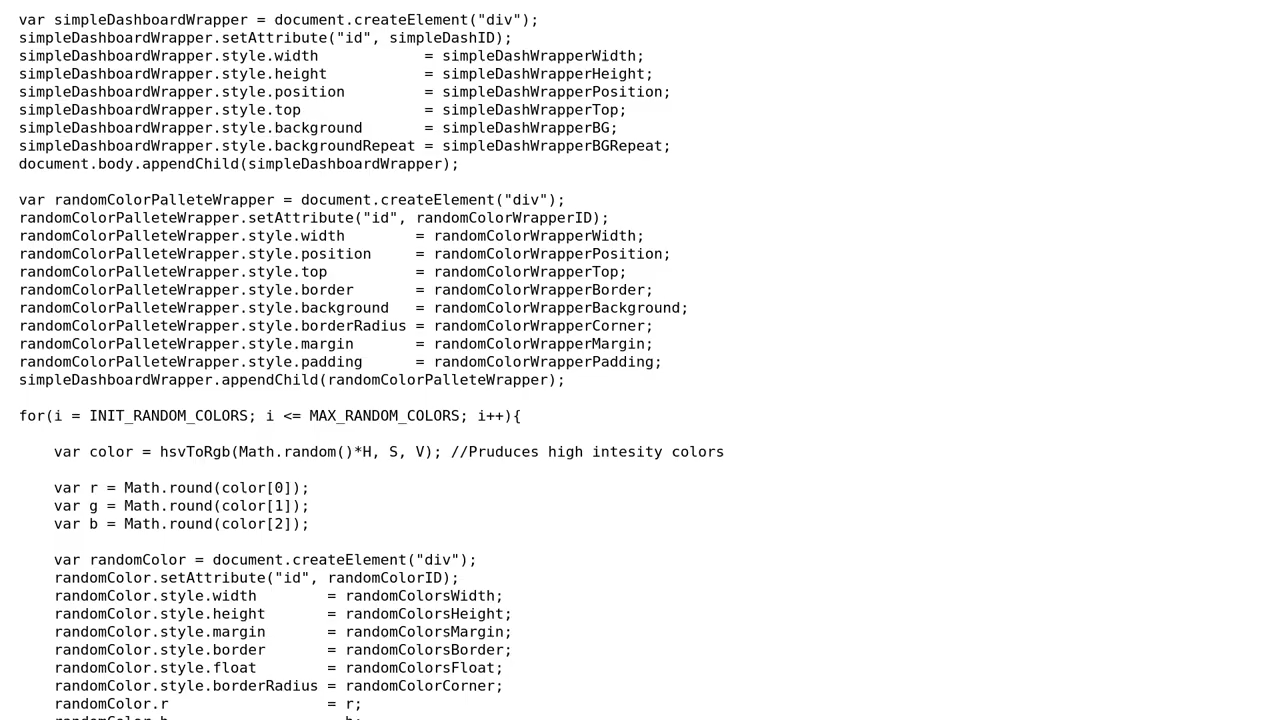 var simpleDashboardWrapper = document.createElement("div");
simpleDashboardWrapper.setAttribute("id", simpleDashID);
simpleDashboardWrapper.style.width            = simpleDashWrapperWidth;
simpleDashboardWrapper.style.height           = simpleDashWrapperHeight;
simpleDashboardWrapper.style.position         = simpleDashWrapperPosition;
simpleDashboardWrapper.style.top              = simpleDashWrapperTop;
simpleDashboardWrapper.style.background       = simpleDashWrapperBG;
simpleDashboardWrapper.style.backgroundRepeat = simpleDashWrapperBGRepeat;
document.body.appendChild(simpleDashboardWrapper);

var randomColorPalleteWrapper = document.createElement("div");
randomColorPalleteWrapper.setAttribute("id", randomColorWrapperID);
randomColorPalleteWrapper.style.width        = randomColorWrapperWidth;
randomColorPalleteWrapper.style.position     = randomColorWrapperPosition;
randomColorPalleteWrapper.style.top          = randomColorWrapperTop;
randomColorPalleteWrapper.style.border       = randomColorWrapperBorder;
randomColorPalleteWrapper.style.background   = randomColorWrapperBackground;
randomColorPalleteWrapper.style.borderRadius = randomColorWrapperCorner;
randomColorPalleteWrapper.style.margin       = randomColorWrapperMargin;
randomColorPalleteWrapper.style.padding      = randomColorWrapperPadding;
simpleDashboardWrapper.appendChild(randomColorPalleteWrapper);

for(i = INIT_RANDOM_COLORS; i <= MAX_RANDOM_COLORS; i++){

    var color = hsvToRgb(Math.random()*H, S, V); //Pruduces high intesity colors

    var r = Math.round(color[0]);
    var g = Math.round(color[1]);
    var b = Math.round(color[2]);

    var randomColor = document.createElement("div");
    randomColor.setAttribute("id", randomColorID);
    randomColor.style.width        = randomColorsWidth;
    randomColor.style.height       = randomColorsHeight;
    randomColor.style.margin       = randomColorsMargin;
    randomColor.style.border       = randomColorsBorder;
    randomColor.style.float        = randomColorsFloat;
    randomColor.style.borderRadius = randomColorCorner;
    randomColor.r                  = r;